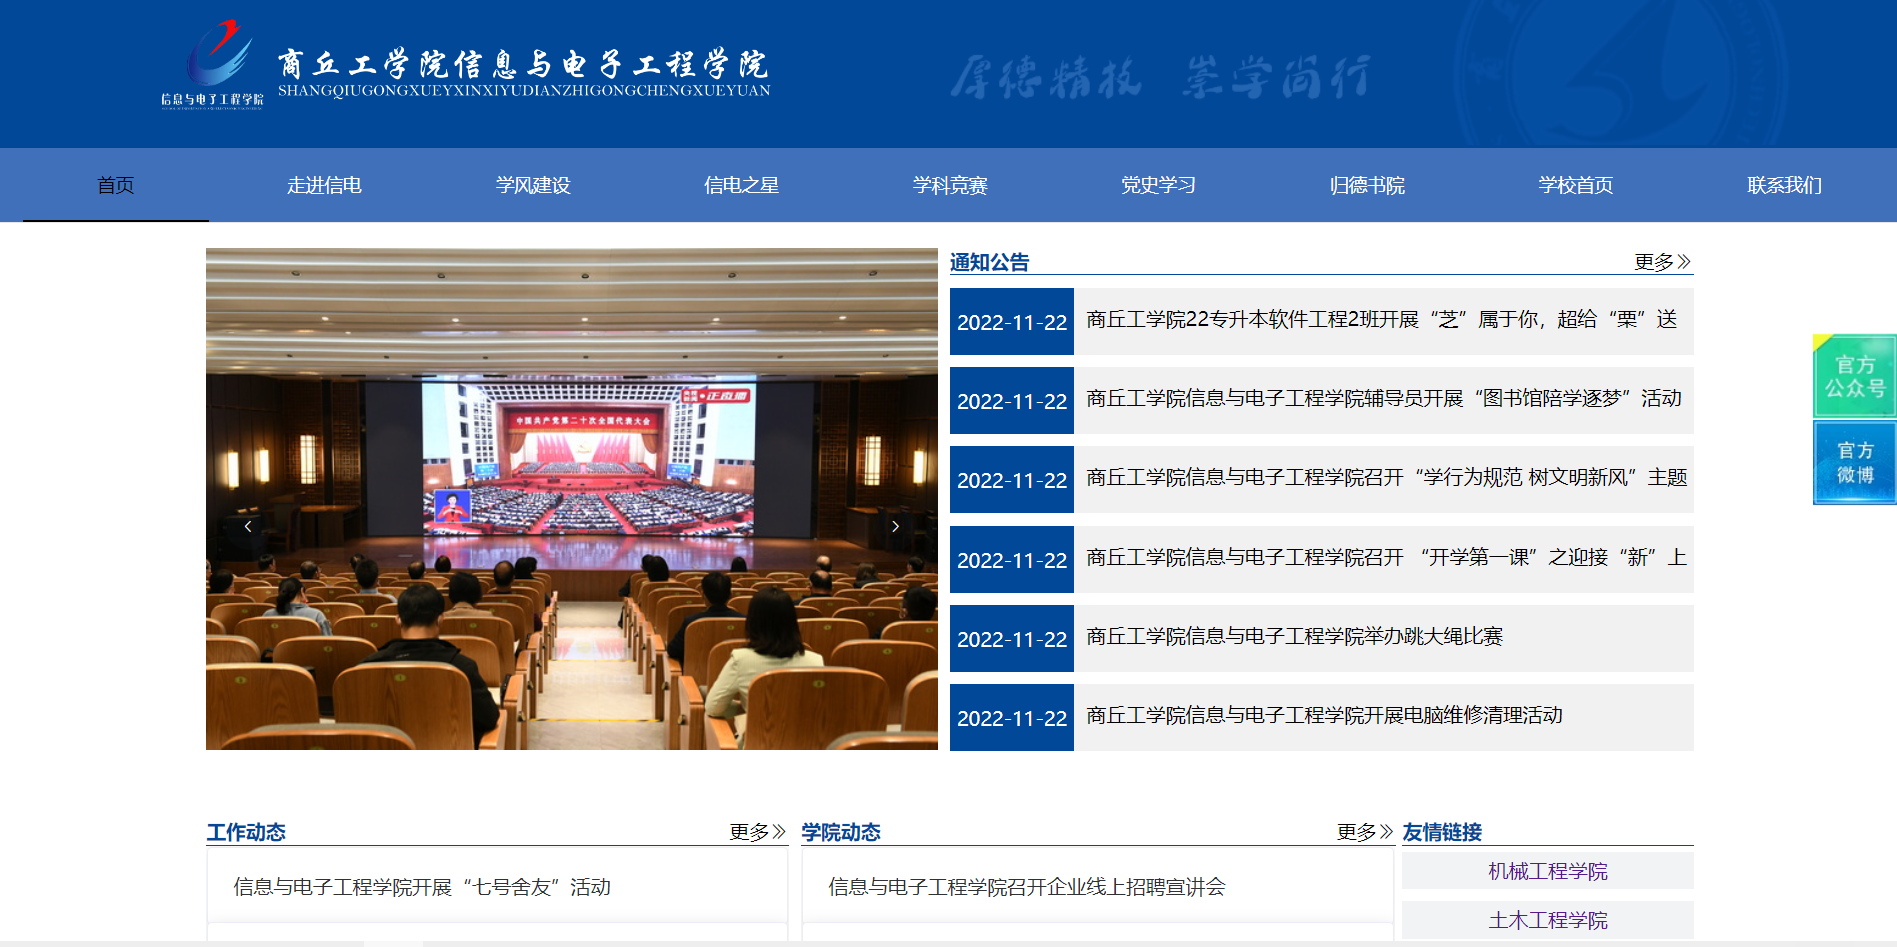 商丘工学院信息与电子工程学院
SHANGQIUGONGXUEYXINXIYUDIANZHIGONGCHENGXUEYUAN
信息与电子工程学院
厚德精技 崇学尚行
首页 走进信电 学风建设 信电之星 学科竞赛 党史学习 归德书院 学校首页 联系我们
中国共产党第二十次全国代表大会
正直播
通知公告 更多
2022-11-22 商丘工学院22专升本软件工程2班开展“芝”属于你，超给“栗”送
2022-11-22 商丘工学院信息与电子工程学院辅导员开展“图书馆陪学逐梦”活动
2022-11-22 商丘工学院信息与电子工程学院召开“学行为规范 树文明新风”主题
2022-11-22 商丘工学院信息与电子工程学院召开 “开学第一课”之迎接“新”上
2022-11-22 商丘工学院信息与电子工程学院举办跳大绳比赛
2022-11-22 商丘工学院信息与电子工程学院开展电脑维修清理活动
官方
公众号
官方
微博
工作动态 更多
信息与电子工程学院开展“七号舍友”活动
学院动态 更多
信息与电子工程学院召开企业线上招聘宣讲会
友情链接
机械工程学院
土木工程学院